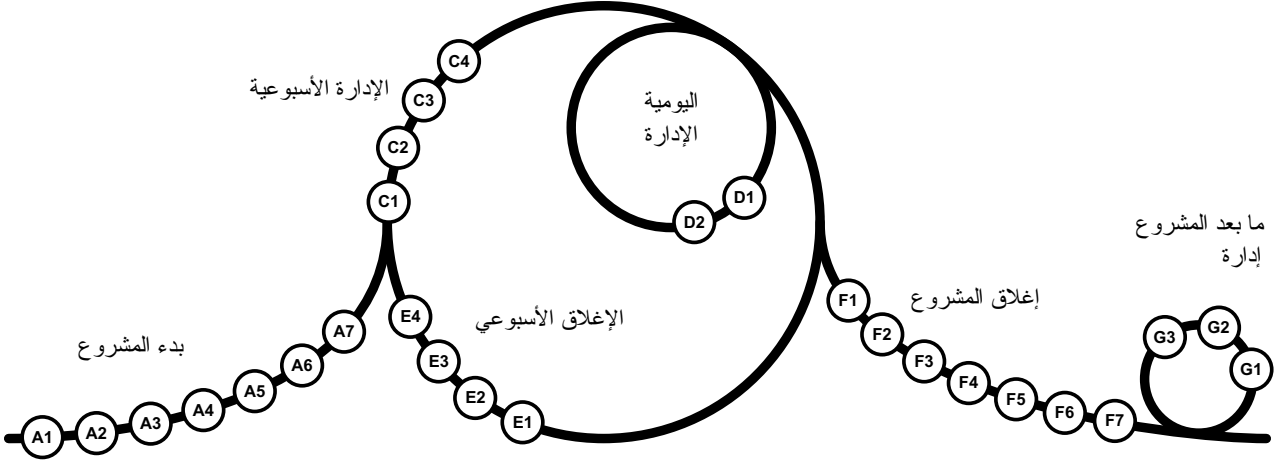 بدء المشروع
A1
A2
A3
A4
A5
A6
A7
الإدارة الأسبوعية
C1
C2
C3
C4
اليومية
الإدارة
D1
D2
الإغلاق الأسبوعي
E1
E2
E3
E4
إغلاق المشروع
F1
F2
F3
F4
F5
F6
F7
ما بعد المشروع
إدارة
G1
G2
G3